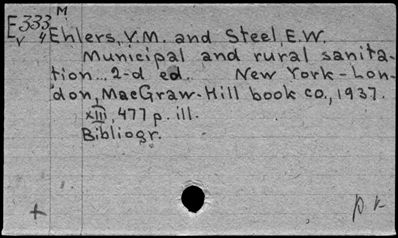 M
E 333
v 4
Ehlers, V.M. and Steel, E.W.
Municipal and rural sanita-
tion... 2-d ed.. New York-Lon-
don, MacGraw-Hill book co., 1937.
xiii, 477 p. ill.
Bibliogr.
+